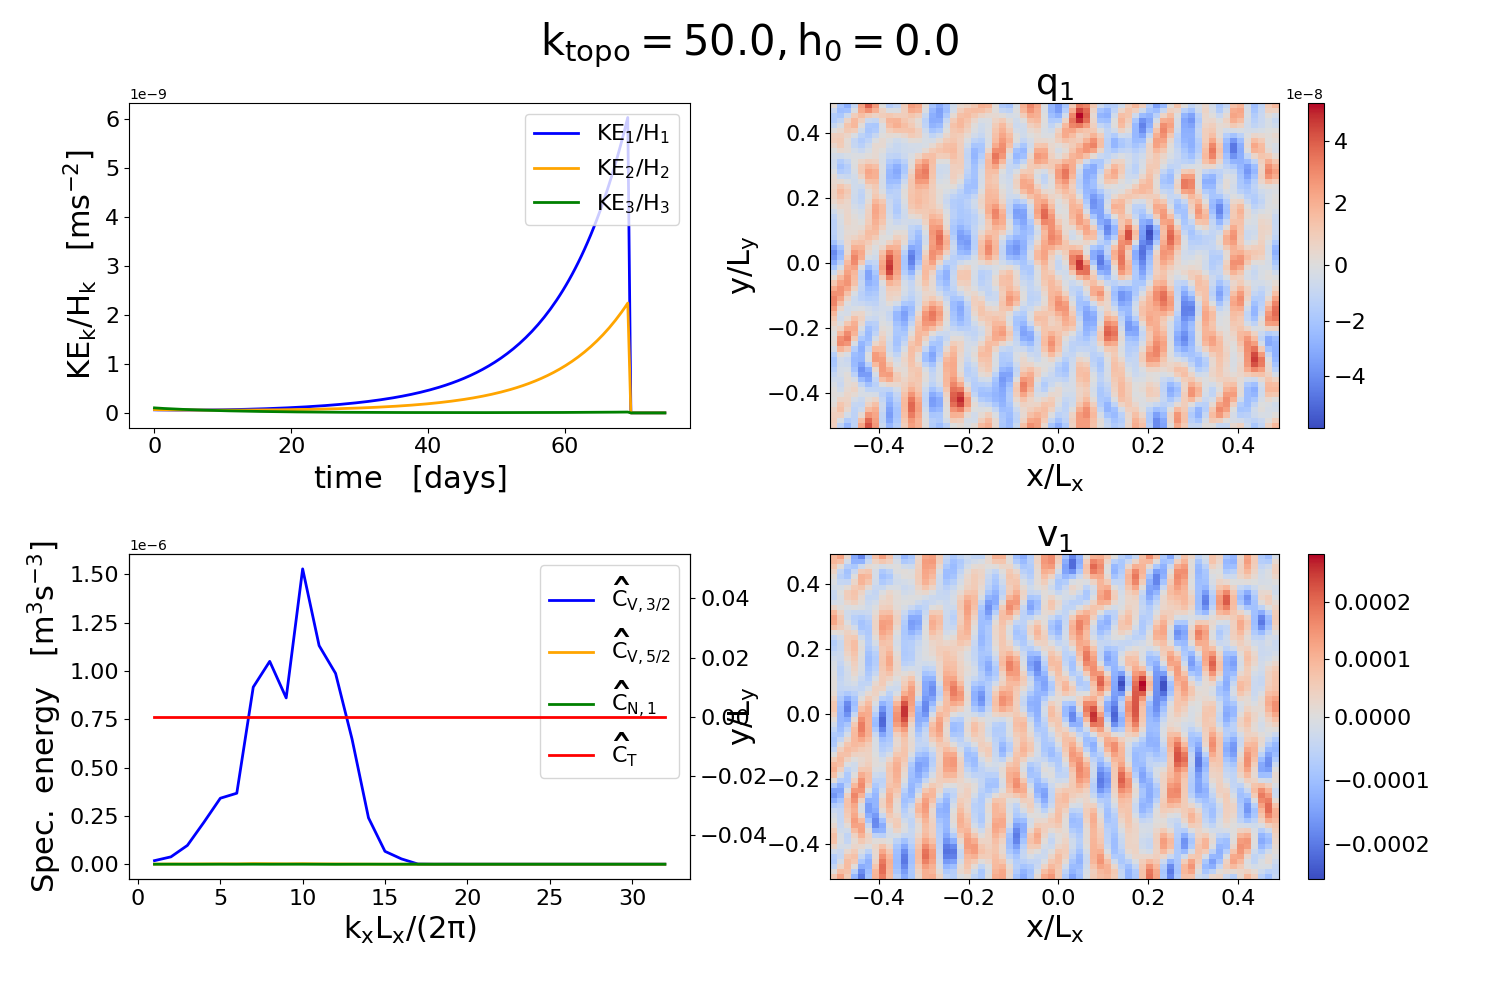 k_topo = 50.0, h_0 = 0.0
1e−9
6
5
4
3
2
1
0
KE_k/H_k [ms^−2]
KE_1/H_1
KE_2/H_2
KE_3/H_3
0 20 40 60
time [days]
q_1
0.4
0.2
0.0
−0.2
−0.4
y/L_y
−0.4 −0.2 0.0 0.2 0.4
x/L_x
1e−8
4
2
0
−2
−4
1e−6
1.50
1.25
1.00
0.75
0.50
0.25
0.00
Spec. energy [m^3s^−3]
Ĉ_V,3/2
Ĉ_V,5/2
Ĉ_N,1
Ĉ_T
0 5 10 15 20 25 30
k_xL_x/(2π)
0.04
0.02
0.00
−0.02
−0.04
v_1
0.4
0.2
0.0
−0.2
−0.4
y/L_y
−0.4 −0.2 0.0 0.2 0.4
x/L_x
0.0002
0.0001
0.0000
−0.0001
−0.0002